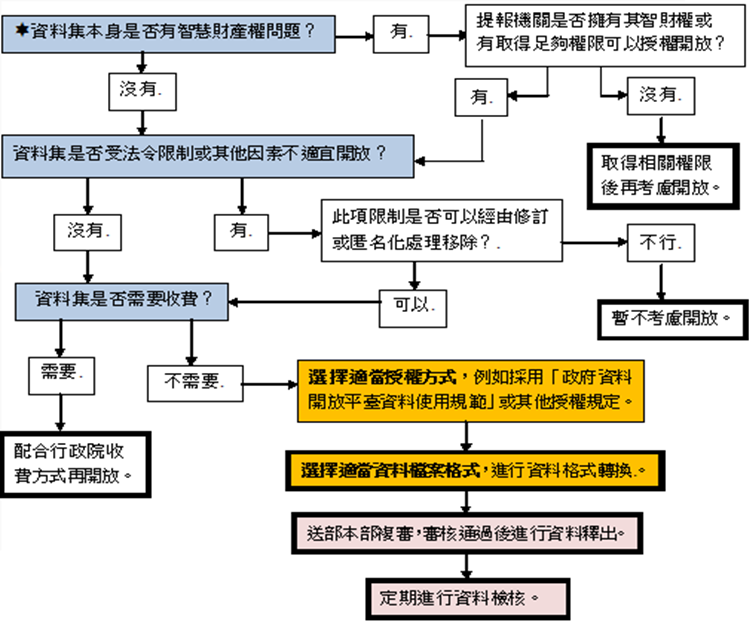 ✶資料集本身是否有智慧財產權問題？
有.
提報機關是否擁有其智財權或
有取得足夠權限可以授權開放？
沒有.
有.
沒有.
取得相關權限
後再考慮開放。
資料集是否受法令限制或其他因素不適宜開放？
沒有.
有.
此項限制是否可以經由修訂
或匿名化處理移除？.
不行.
暫不考慮開放。
可以.
資料集是否需要收費？
需要.
不需要.
配合行政院收
費方式再開放。
選擇適當授權方式，例如採用「政府資料
開放平臺資料使用規範」或其他授權規定。
選擇適當資料檔案格式，進行資料格式轉換.。
送部本部複審，審核通過後進行資料釋出。
定期進行資料檢核。